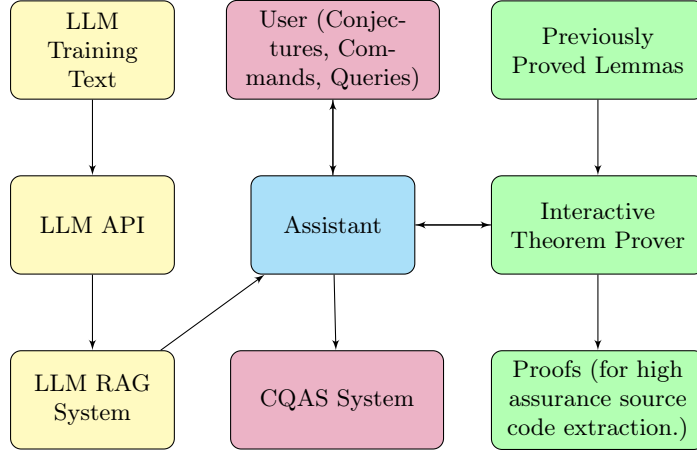 LLM
Training
Text
User (Conjec-
tures, Com-
mands, Queries)
Previously
Proved Lemmas
LLM API
Assistant
Interactive
Theorem Prover
LLM RAG
System
CQAS System
Proofs (for high
assurance source
code extraction.)